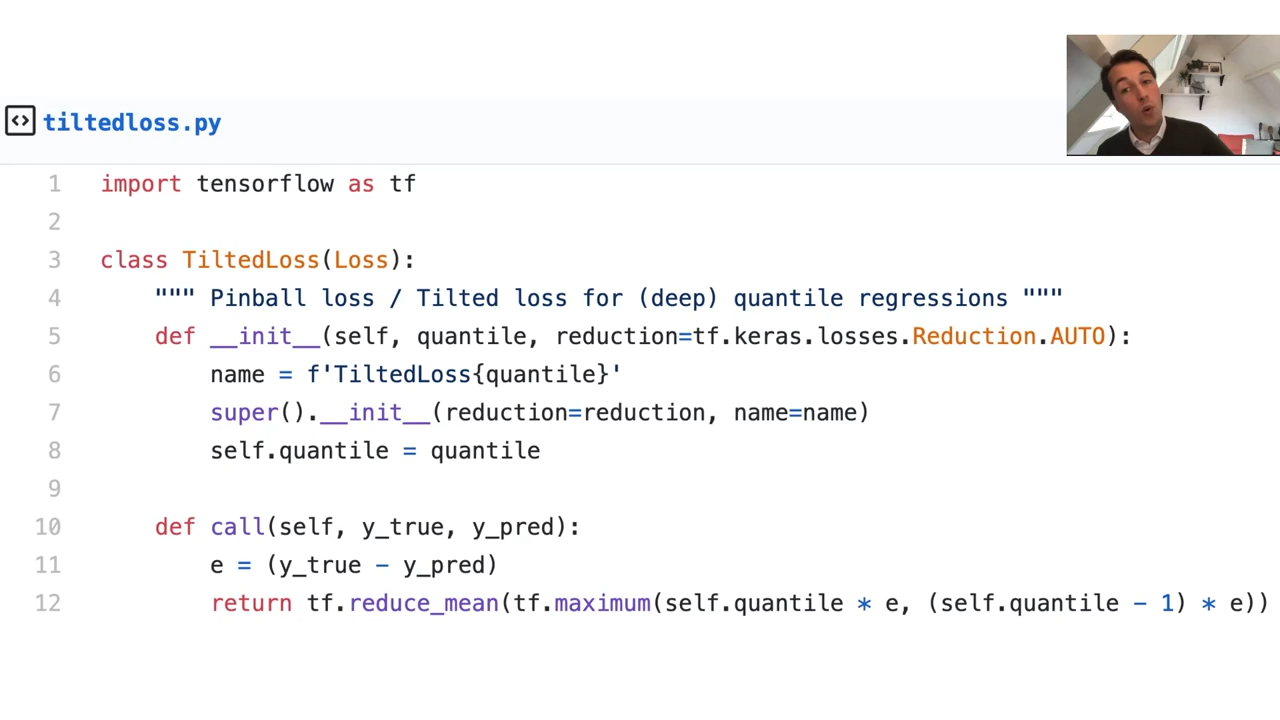 tiltedloss.py
1 import tensorflow as tf
2
3 class TiltedLoss(Loss):
4 """ Pinball loss / Tilted loss for (deep) quantile regressions """
5 def __init__(self, quantile, reduction=tf.keras.losses.Reduction.AUTO):
6 name = f'TiltedLoss{quantile}'
7 super().__init__(reduction=reduction, name=name)
8 self.quantile = quantile
9
10 def call(self, y_true, y_pred):
11 e = (y_true - y_pred)
12 return tf.reduce_mean(tf.maximum(self.quantile * e, (self.quantile - 1) * e))